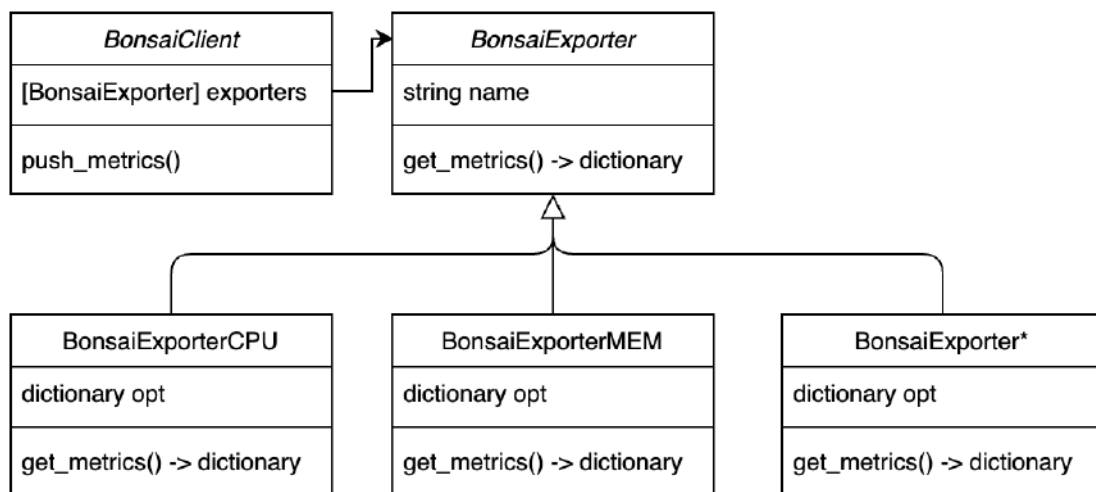 BonsaiClient
[BonsaiExporter] exporters
push_metrics()
BonsaiExporter
string name
get_metrics() -> dictionary
BonsaiExporterCPU
dictionary opt
get_metrics() -> dictionary
BonsaiExporterMEM
dictionary opt
get_metrics() -> dictionary
BonsaiExporter*
dictionary opt
get_metrics() -> dictionary